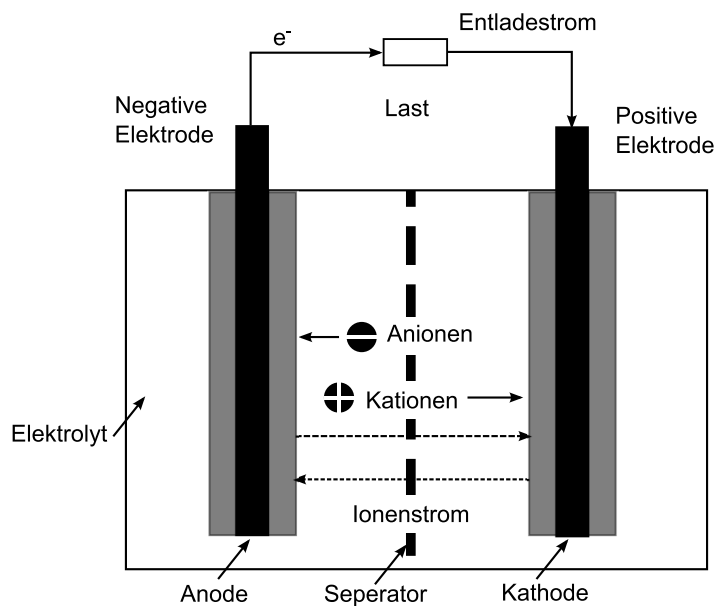 Entladestrom
e-
Negative
Elektrode
Last
Positive
Elektrode
Anionen
Kationen
Elektrolyt
Ionenstrom
Anode
Seperator
Kathode